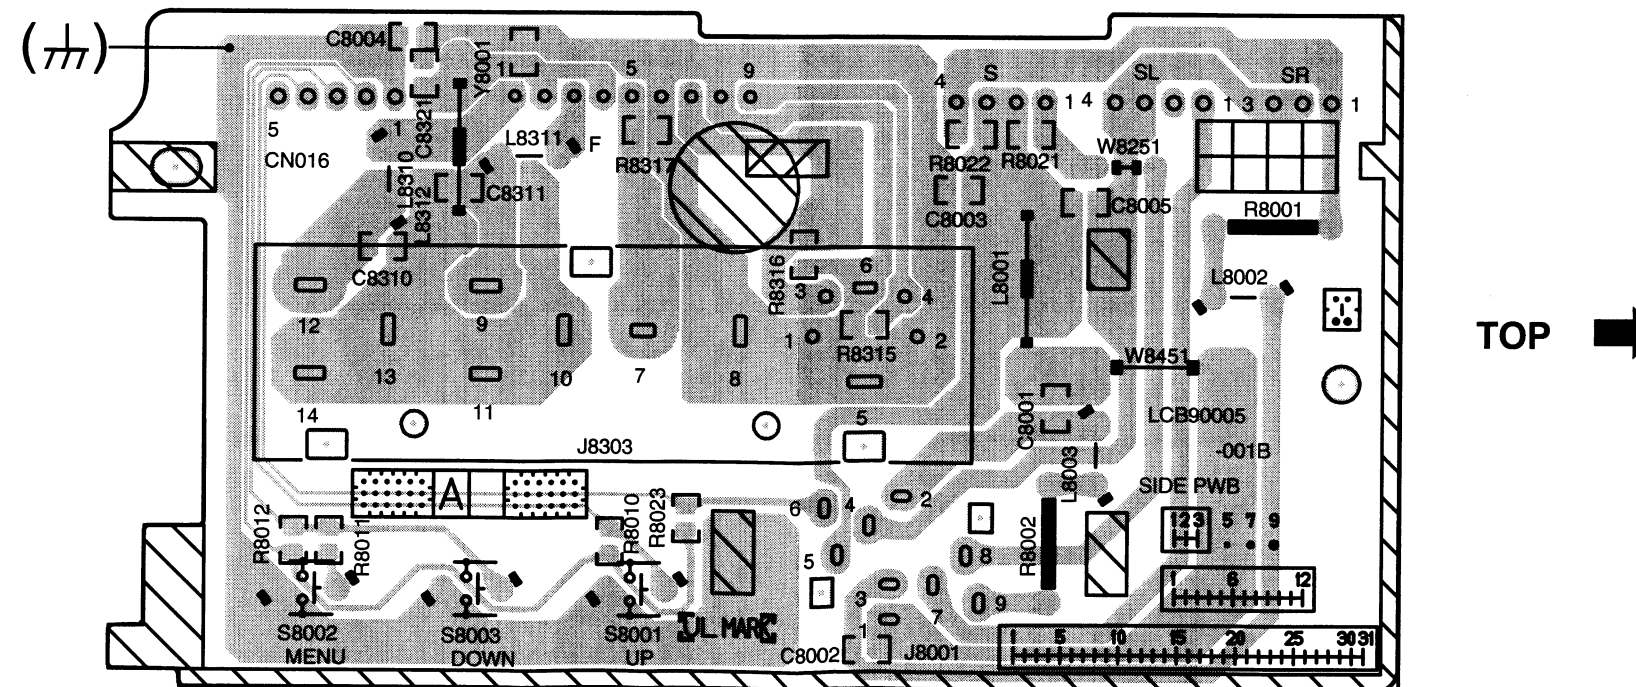 C8004
Y8001
1
5
9
4
S
1
4
SL
1
3
SR
1
5
1
C8321
CN016
L8310
L8312
L8311
F
C8311
R8317
R8022
R8021
W8251
C8003
C8005
R8001
C8310
R8316
L8001
L8002
3
6
4
1
2
R8315
12
9
13
10
7
8
14
11
5
W8451
TOP
C8001
LCB90005
-001B
J8303
L8003
SIDE PWB
A
R8012
R8011
R8010
R8023
6
4
2
5
8
3
7
9
1
R8002
1 2 3 5 7 9
1 6 12
1 5 10 15 20 25 30 31
S8002
MENU
S8003
DOWN
S8001
UP
UL MARK
C8002
J8001